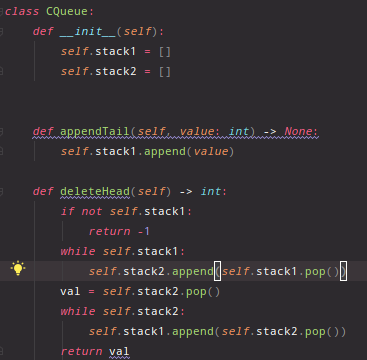 class CQueue:
    def __init__(self):
        self.stack1 = []
        self.stack2 = []
    def appendTail(self, value: int) -> None:
        self.stack1.append(value)
    def deleteHead(self) -> int:
        if not self.stack1:
            return -1
        while self.stack1:
            self.stack2.append(self.stack1.pop())
        val = self.stack2.pop()
        while self.stack2:
            self.stack1.append(self.stack2.pop())
        return val